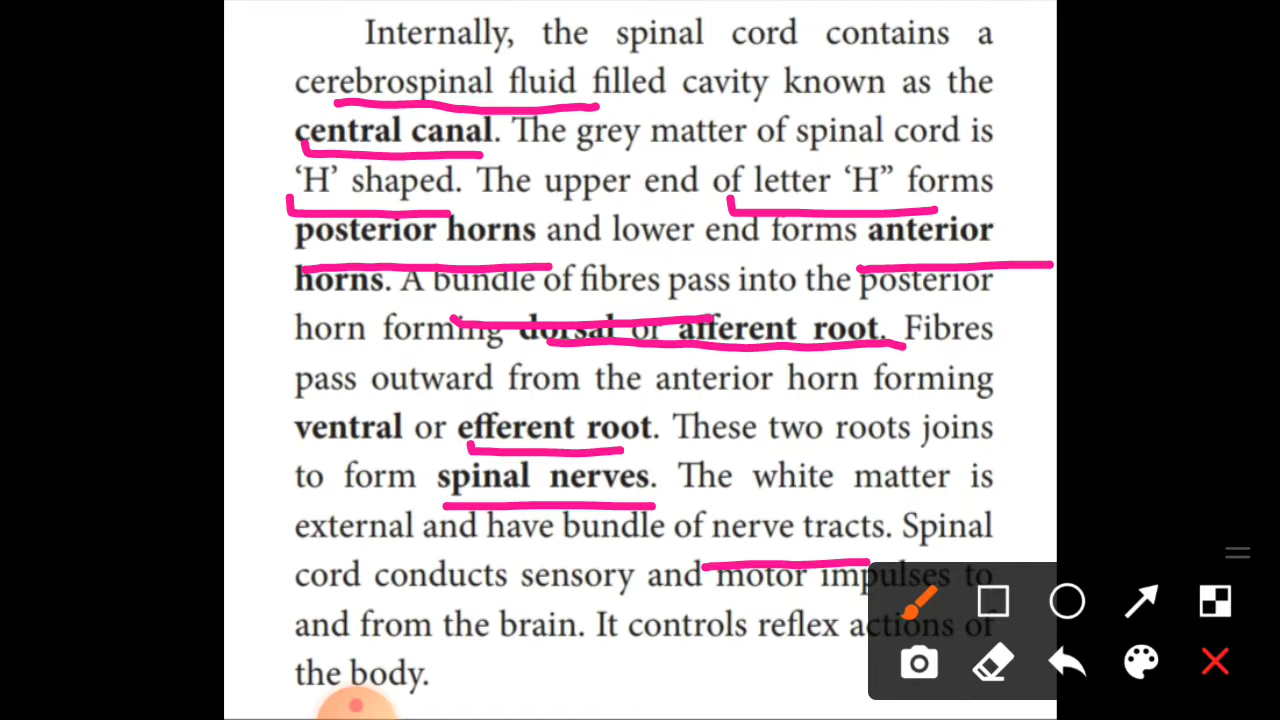 Internally, the spinal cord contains a
cerebrospinal fluid filled cavity known as the
central canal. The grey matter of spinal cord is
‘H’ shaped. The upper end of letter ‘H” forms
posterior horns and lower end forms anterior
horns. A bundle of fibres pass into the posterior
horn forming dorsal or afferent root. Fibres
pass outward from the anterior horn forming
ventral or efferent root. These two roots joins
to form spinal nerves. The white matter is
external and have bundle of nerve tracts. Spinal
cord conducts sensory and motor impulses to
and from the brain. It controls reflex actions of
the body.